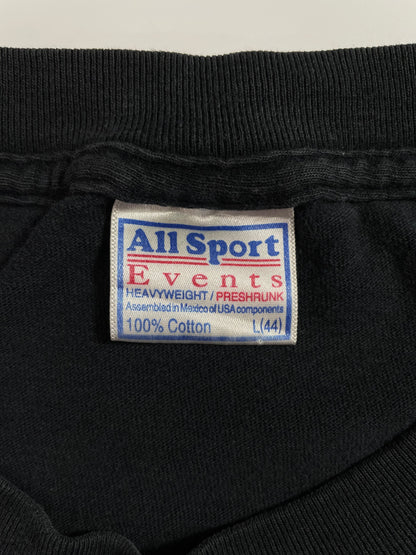 All Sport
Events
HEAVYWEIGHT / PRESHRUNK
Assembled in Mexico of USA components
100% Cotton L(44)